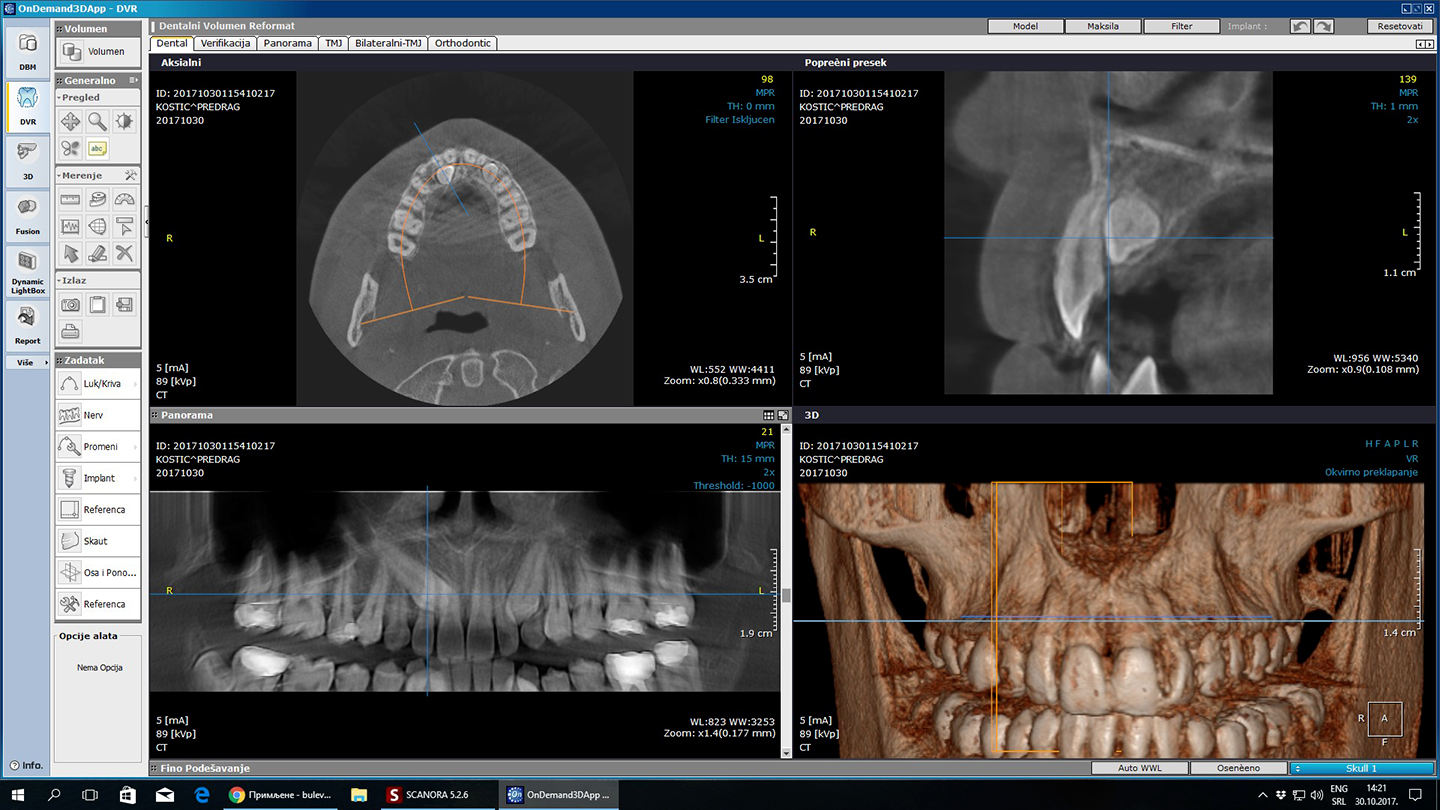 OnDemand3DApp - DVR
Dentalni Volumen Reformat
Model
Maksila
Filter
Implant :
Resetovati
Dental
Verifikacija
Panorama
TMJ
Bilateralni-TMJ
Orthodontic
DBM
DVR
3D
Fusion
Dynamic
LightBox
Report
Više
Info.
Volumen
Volumen
Generalno
Pregled
abc
Merenje
Izlaz
Zadatak
Luk/Kriva
Nerv
Promeni
Implant
Referenca
Skaut
Osa i Pono...
Referenca
Opcije alata
Nema Opcija
Aksialni
ID: 20171030115410217
KOSTIC^PREDRAG
20171030
98
MPR
TH: 0 mm
Filter Iskljucen
R
L
3.5 cm
5 [mA]
89 [kVp]
CT
WL:552 WW:4411
Zoom: x0.8(0.333 mm)
Popreèni presek
ID: 20171030115410217
KOSTIC^PREDRAG
20171030
139
MPR
TH: 1 mm
2x
R
L
1.1 cm
5 [mA]
89 [kVp]
CT
WL:956 WW:5340
Zoom: x0.9(0.108 mm)
Panorama
ID: 20171030115410217
KOSTIC^PREDRAG
20171030
21
MPR
TH: 15 mm
2x
Threshold: -1000
R
L
1.9 cm
5 [mA]
89 [kVp]
CT
WL:823 WW:3253
Zoom: x1.4(0.177 mm)
3D
ID: 20171030115410217
KOSTIC^PREDRAG
20171030
H F A P L R
VR
Okvirno preklapanje
1.4 cm
5 [mA]
89 [kVp]
CT
R
A
F
Fino Podešavanje
Auto WWL
Osenèeno
Skull 1
Примљене - bulev...
SCANORA 5.2.6
OnDemand3DApp ...
ENG
SRL
14:21
30.10.2017.